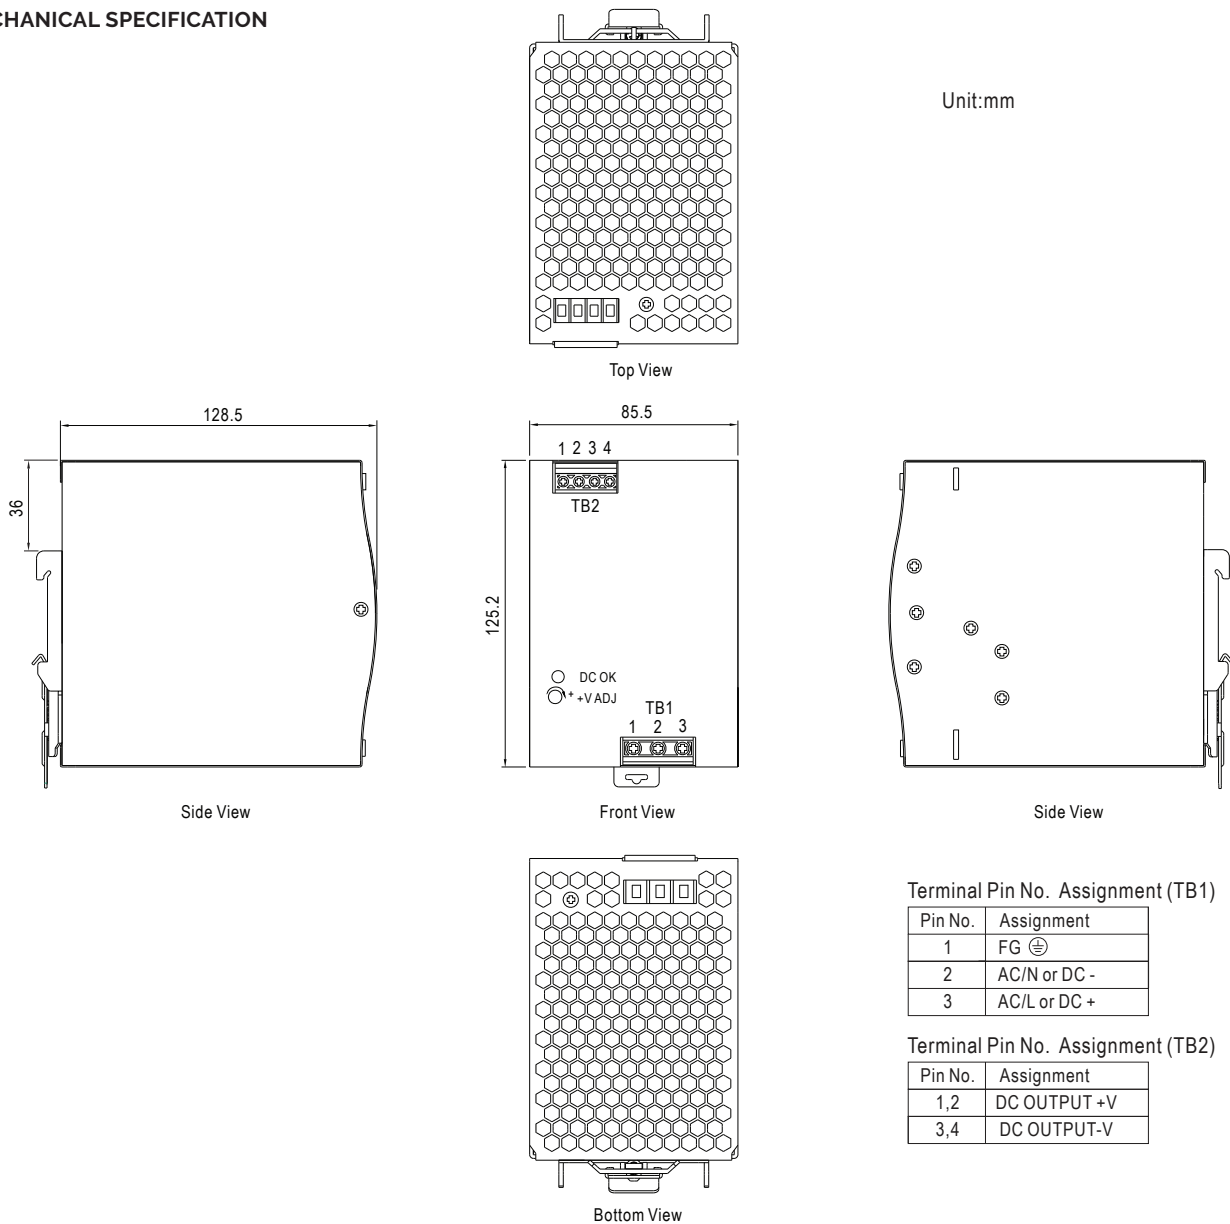 CHANICAL SPECIFICATION
Unit:mm
Top View
128.5
85.5
36
1 2 3 4
TB2
125.2
DC OK
+ +V ADJ
TB1
1 2 3
Side View
Front View
Side View
Terminal Pin No. Assignment (TB1)
Pin No. Assignment
1 FG
2 AC/N or DC -
3 AC/L or DC +
Terminal Pin No. Assignment (TB2)
Pin No. Assignment
1,2 DC OUTPUT +V
3,4 DC OUTPUT-V
Bottom View